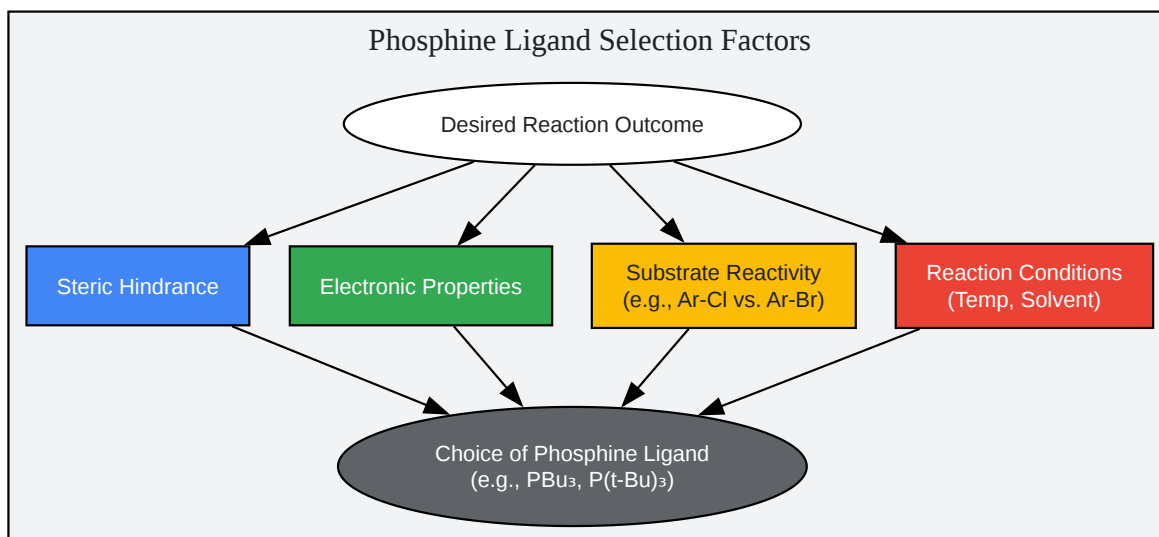 Phosphine Ligand Selection Factors
Desired Reaction Outcome
Steric Hindrance
Electronic Properties
Substrate Reactivity
(e.g., Ar-Cl vs. Ar-Br)
Reaction Conditions
(Temp, Solvent)
Choice of Phosphine Ligand
(e.g., PBu₃, P(t-Bu)₃)